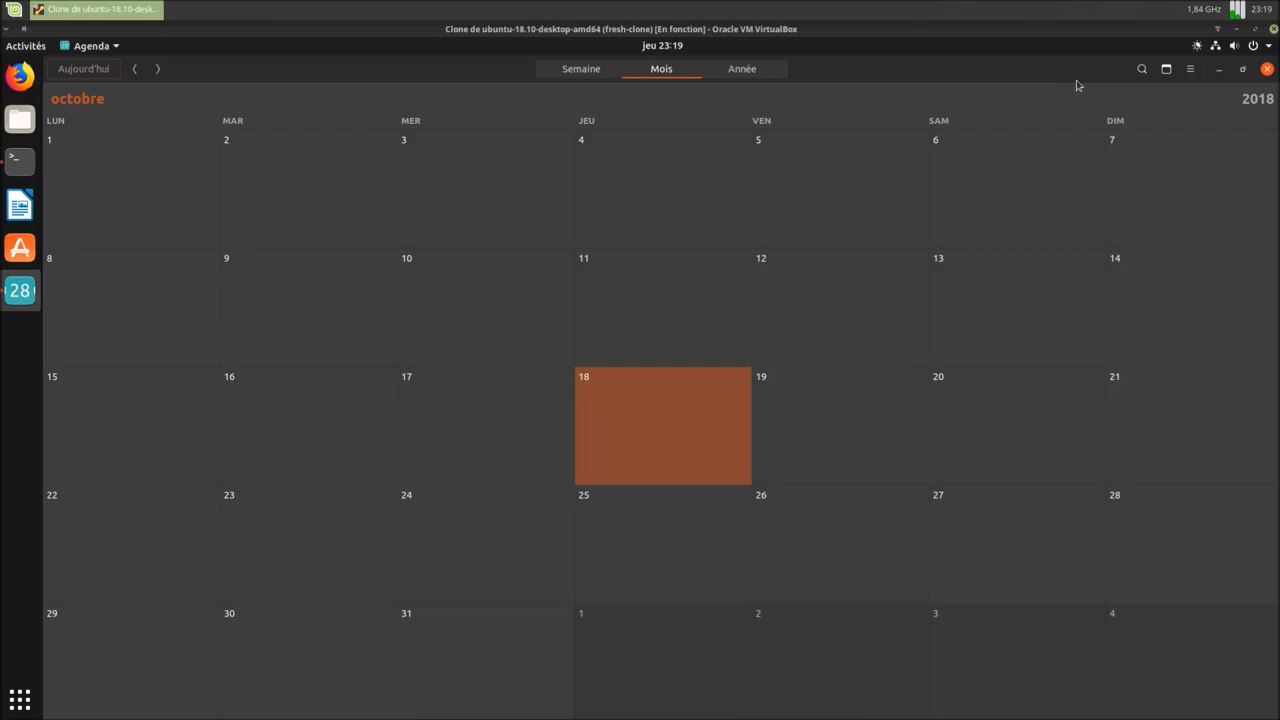 Clone de ubuntu-18.10-desk... 1,84 GHz 23:19
Clone de ubuntu-18.10-desktop-amd64 (fresh-clone) [En fonction] - Oracle VM VirtualBox
Activités Agenda jeu 23:19
Aujourd'hui Semaine Mois Année
octobre 2018
LUN MAR MER JEU VEN SAM DIM
1 2 3 4 5 6 7
8 9 10 11 12 13 14
28
15 16 17 18 19 20 21
22 23 24 25 26 27 28
29 30 31 1 2 3 4